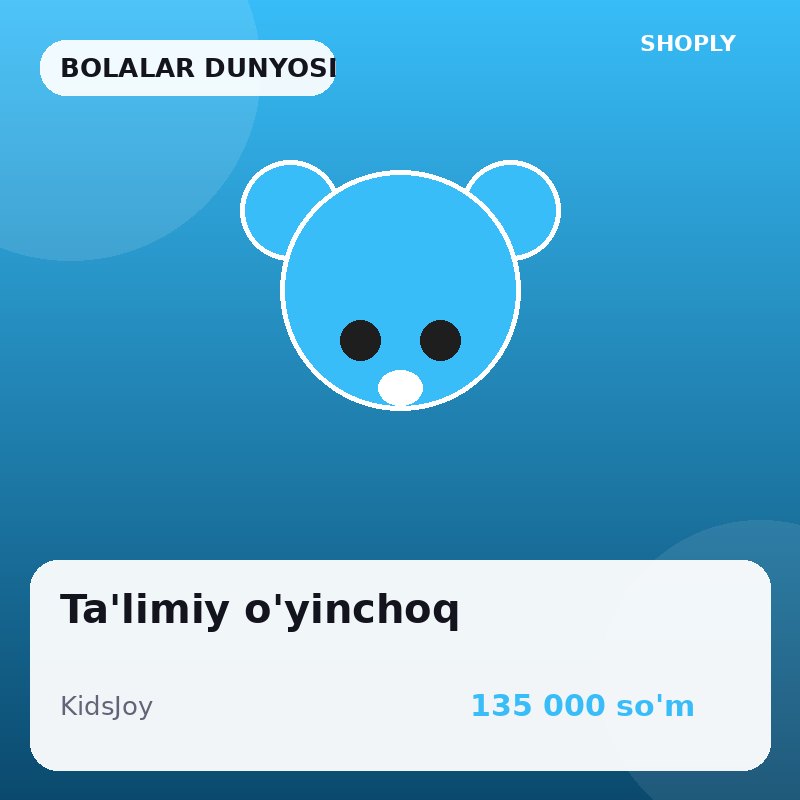 BOLALAR DUNYOSI
SHOPLY
Ta'limiy o'yinchoq
KidsJoy
135 000 so'm